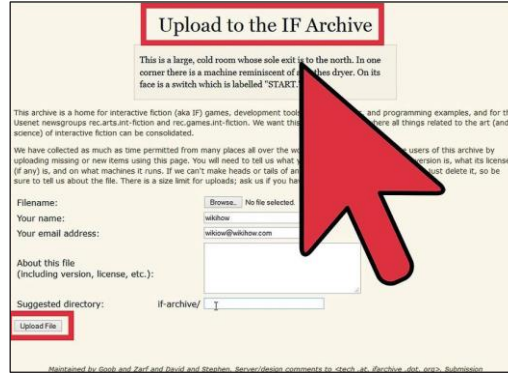 Upload to the IF Archive
This is a large, cold room whose sole exit is to the north. In one
corner there is a machine reminiscent of a thes dryer. On its
face is a switch which is labelled "START."
This archive is a home for interactive fiction (aka IF) games, development tools and programming examples, and for th
Usenet newsgroups rec.arts.int-fiction and rec.games.int-fiction. We want this here all things related to the art (and
science) of interactive fiction can be consolidated.
We have collected as much as time permitted from many places all over the wo users of this archive by
uploading missing or new items using this page. You will need to tell us what y version is, what its license
(if any) is, and on what machines it runs. If we can't make heads or tails of an just delete it, so be
sure to tell us about the file. There is a size limit for uploads; ask us if you hav
Filename: Browse_ No file selected.
Your name: wikihow
Your email address: wikiow@wikihow.com
About this file
(including version, license, etc.):
Suggested directory: if-archive/
Upload File
Maintained by Goob and Zarf and David and Stephen. Server/design comments to <tech .at. ifarchive .dot. org>. Submission